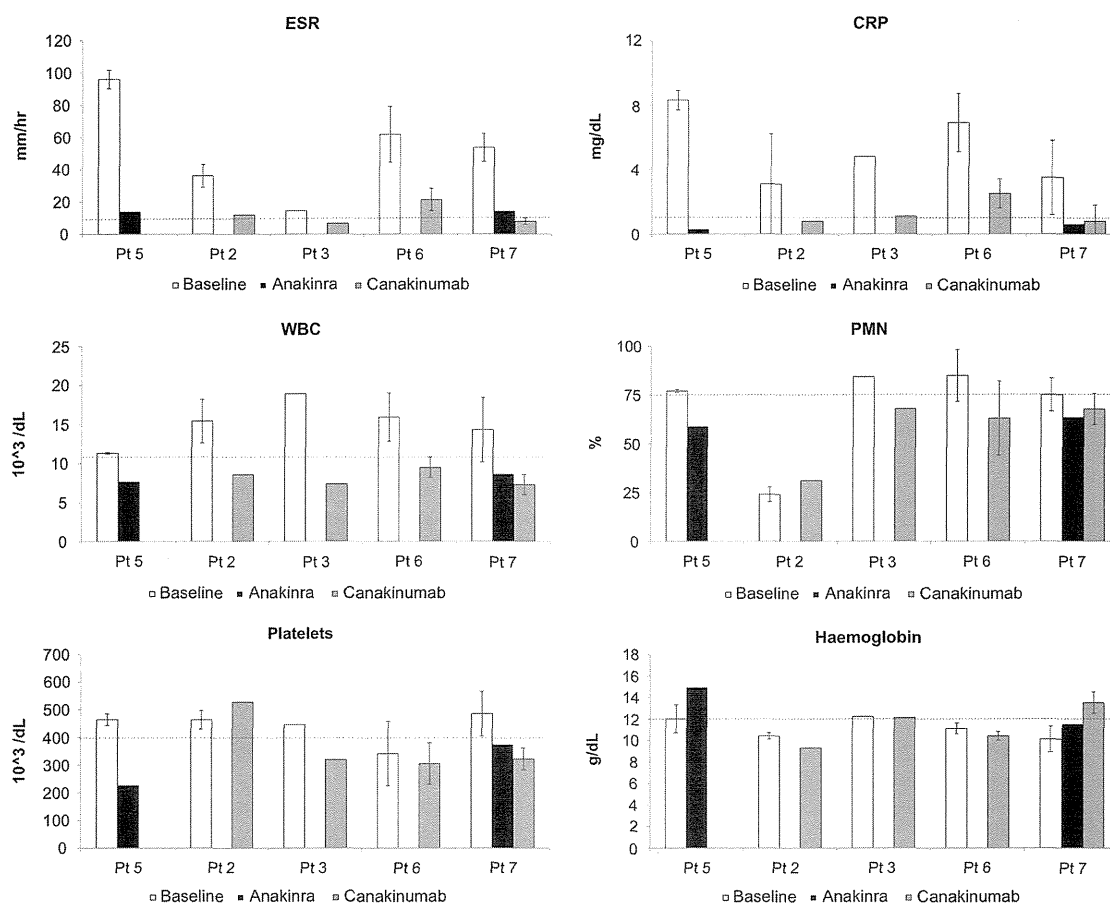 ESR
120
100
80
60
40
20
0
mm/hr
Pt 5 Pt 2 Pt 3 Pt 6 Pt 7
Baseline Anakinra Canakinumab
CRP
12
8
4
0
mg/dL
Pt 5 Pt 2 Pt 3 Pt 6 Pt 7
Baseline Anakinra Canakinumab
WBC
25
20
15
10
5
0
10^3 /dL
Pt 5 Pt 2 Pt 3 Pt 6 Pt 7
Baseline Anakinra Canakinumab
PMN
100
75
50
25
0
%
Pt 5 Pt 2 Pt 3 Pt 6 Pt 7
Baseline Anakinra Canakinumab
Platelets
700
600
500
400
300
200
100
0
10^3 /dL
Pt 5 Pt 2 Pt 3 Pt 6 Pt 7
Baseline Anakinra Canakinumab
Haemoglobin
18
16
14
12
10
8
6
4
2
0
g/dL
Pt 5 Pt 2 Pt 3 Pt 6 Pt 7
Baseline Anakinra Canakinumab